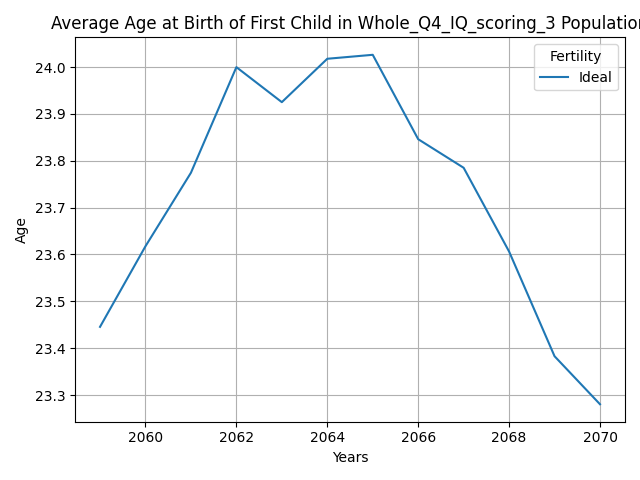 Average Age at Birth of First Child in Whole_Q4_IQ_scoring_3 Population
Fertility
Ideal
24.0
23.9
23.8
23.7
23.6
23.5
23.4
23.3
Age
2060
2062
2064
2066
2068
2070
Years